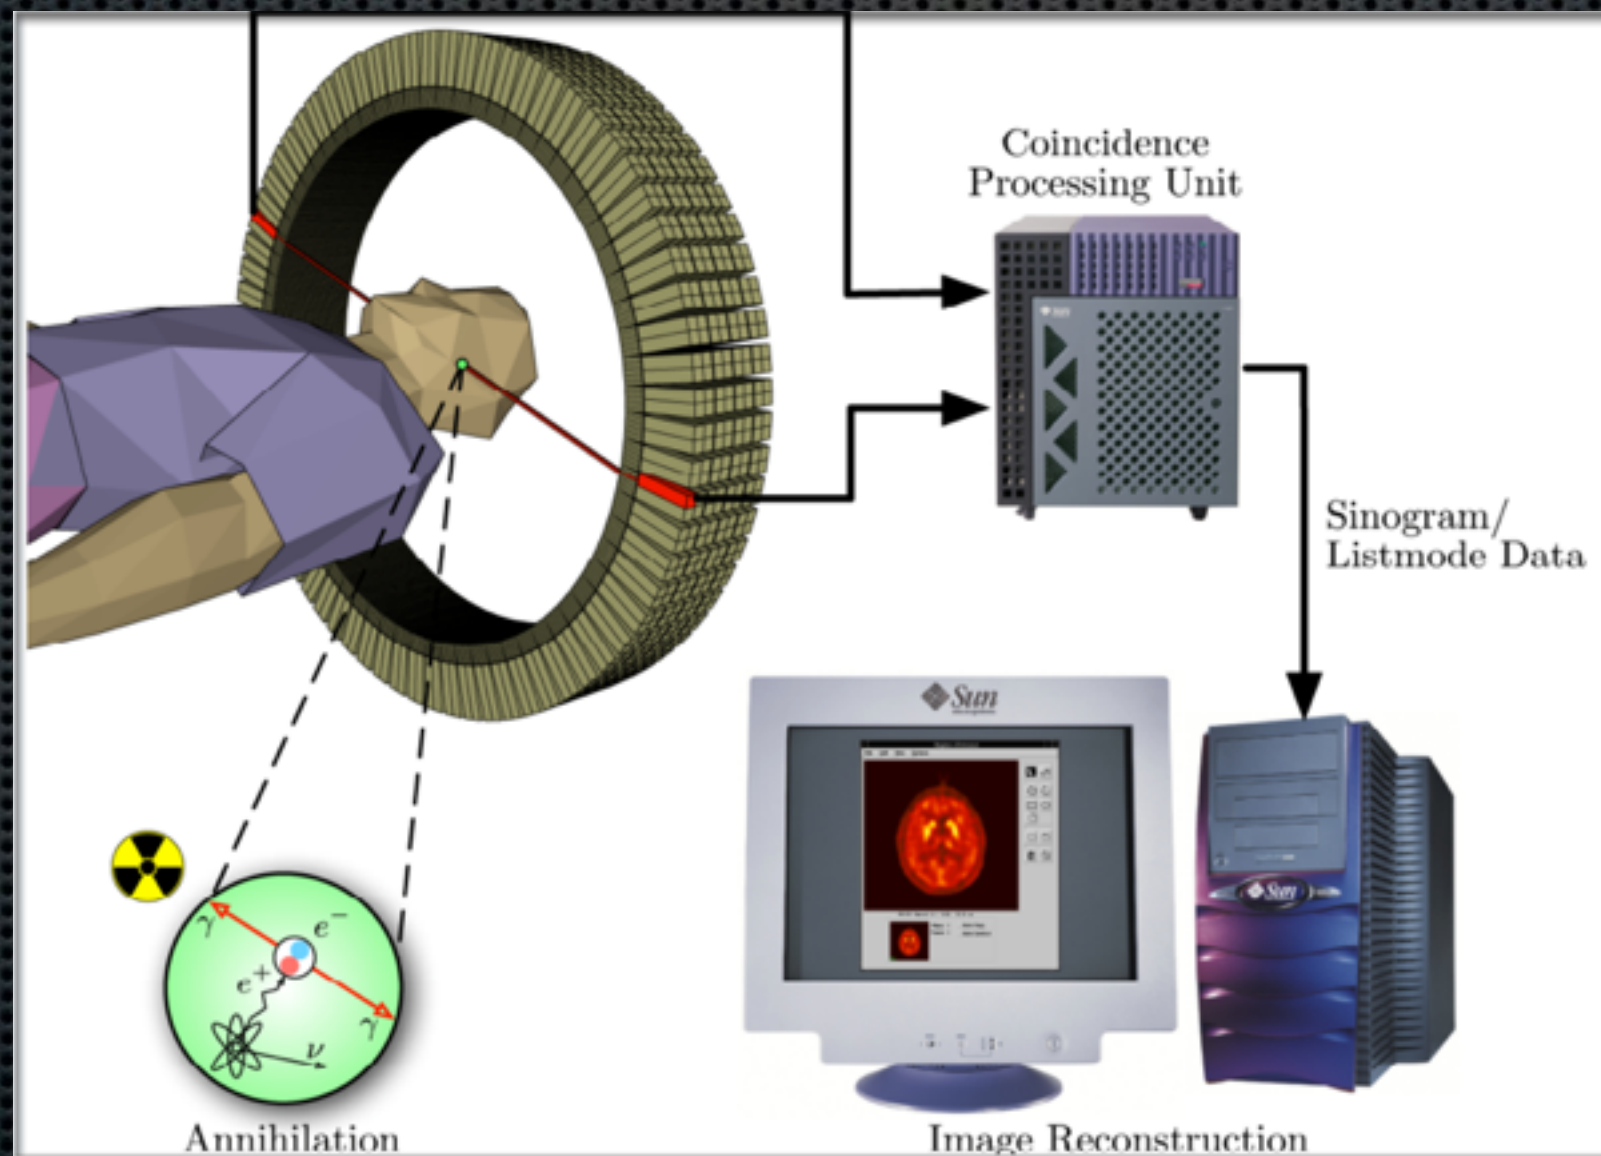 Coincidence
Processing Unit
Sinogram/
Listmode Data
Sun
Sun
γ
e⁻
e⁺
γ
ν
Annihilation
Image Reconstruction